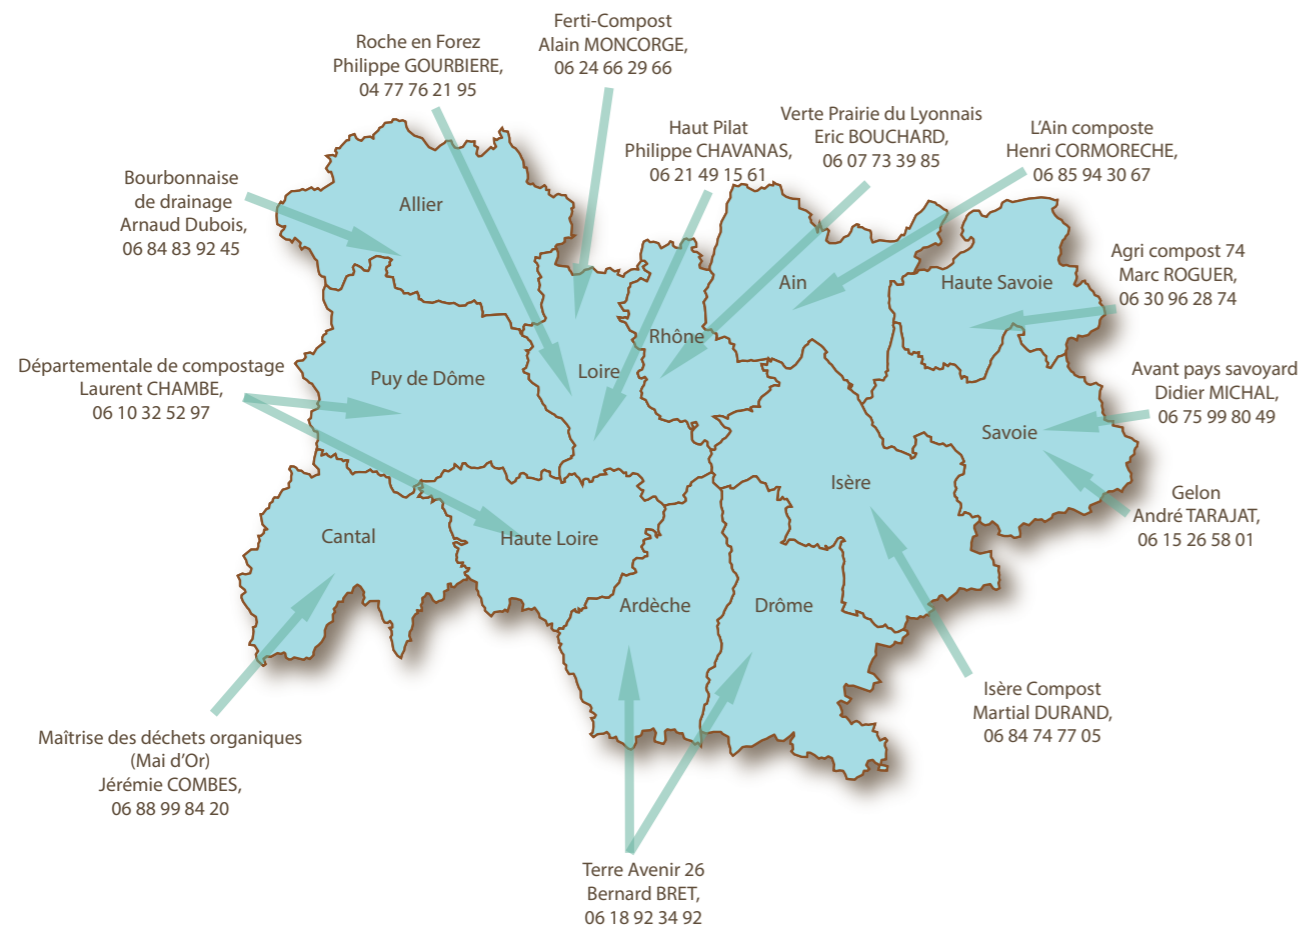 Ferti-Compost
Alain MONCORGE,
06 24 66 29 66
Roche en Forez
Philippe GOURBIERE,
04 77 76 21 95
Haut Pilat
Philippe CHAVANAS,
06 21 49 15 61
Verte Prairie du Lyonnais
Eric BOUCHARD,
06 07 73 39 85
L’Ain composte
Henri CORMORECHE,
06 85 94 30 67
Bourbonnaise
de drainage
Arnaud Dubois,
06 84 83 92 45
Agri compost 74
Marc ROGUER,
06 30 96 28 74
Départementale de compostage
Laurent CHAMBE,
06 10 32 52 97
Avant pays savoyard
Didier MICHAL,
06 75 99 80 49
Gelon
André TARAJAT,
06 15 26 58 01
Allier
Ain
Haute Savoie
Rhône
Loire
Puy de Dôme
Savoie
Isère
Cantal
Haute Loire
Ardèche
Drôme
Isère Compost
Martial DURAND,
06 84 74 77 05
Maîtrise des déchets organiques
(Mai d’Or)
Jérémie COMBES,
06 88 99 84 20
Terre Avenir 26
Bernard BRET,
06 18 92 34 92